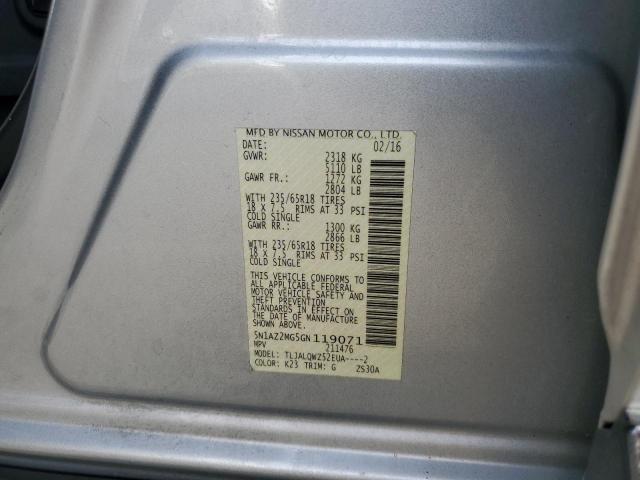 MFD BY NISSAN MOTOR CO., LTD.
DATE: 02/16
GVWR: 2318 KG
5110 LB
GAWR FR.: 1272 KG
2804 LB
WITH 235/65R18 TIRES
18 X 7.5 RIMS AT 33 PSI
COLD SINGLE
GAWR RR.: 1300 KG
2866 LB
WITH 235/65R18 TIRES
18 X 7.5 RIMS AT 33 PSI
COLD SINGLE
THIS VEHICLE CONFORMS TO
ALL APPLICABLE FEDERAL
MOTOR VEHICLE SAFETY AND
THEFT PREVENTION
STANDARDS IN EFFECT ON
THE DATE OF MANUFACTURE
SHOWN ABOVE.
5N1AZ2MG5GN119071
MPV 211476
MODEL: TLJALQWZ52EUA----2
COLOR: K23 TRIM: G ZS30A